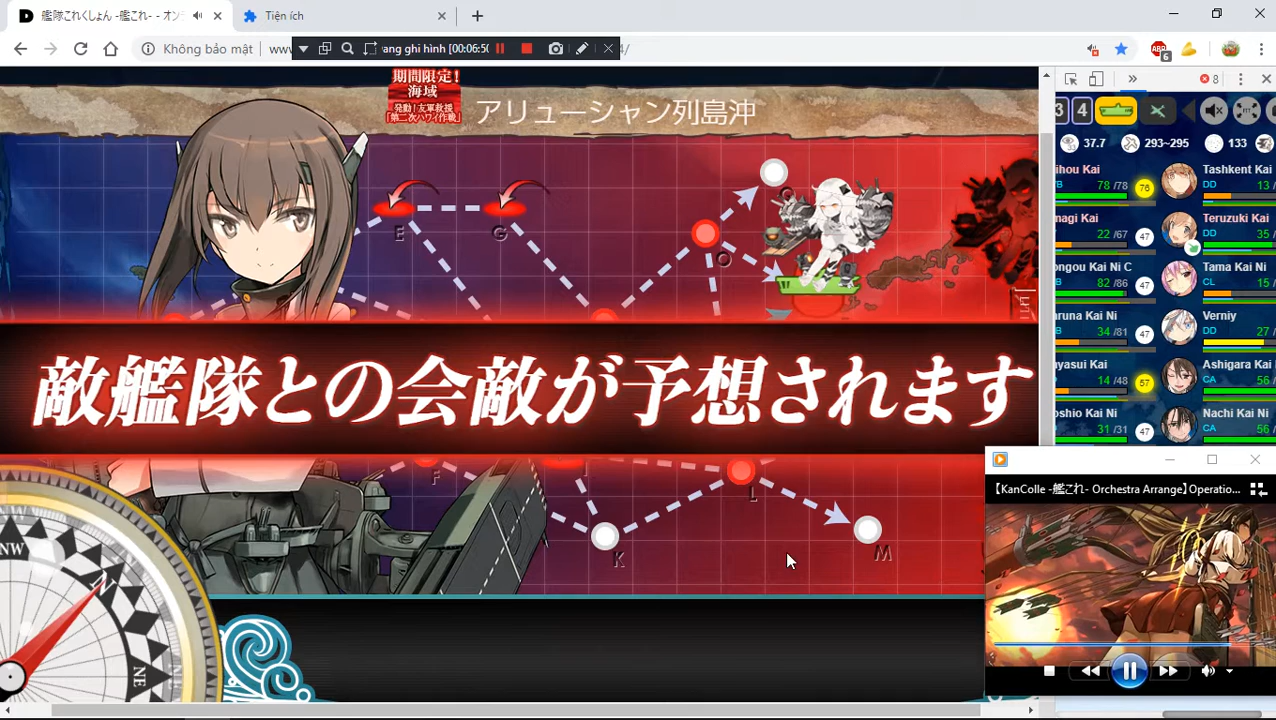 艦隊これくしょん -艦これ- - オン
Tiện ích
Không bảo mật
www
ang ghi hình [00:06:50
4/
ABP
6
8
期間限定!
海域
発動!友軍救援
「第二次ハワイ作戦」
アリューシャン列島沖
3 4
37.7 293~295 133
ihou Kai
78 /78
78
Tashkent Kai
DD 13/
nagi Kai
22 /67
47
Teruzuki Kai
DD 35/
ongou Kai Ni C
82 /86
47
Tama Kai Ni
CL 15/
aruna Kai Ni
34 /81
47
Verniy
DD 27/
ayasui Kai
14 /48
57
Ashigara Kai
CA 56/
oshio Kai Ni
31 /31
47
Nachi Kai Ni
CA 56/
E
G
O
敵艦隊との会敵が予想されます
F
L
K
M
NW
N
NE
【KanColle -艦これ- Orchestra Arrange】Operatio...